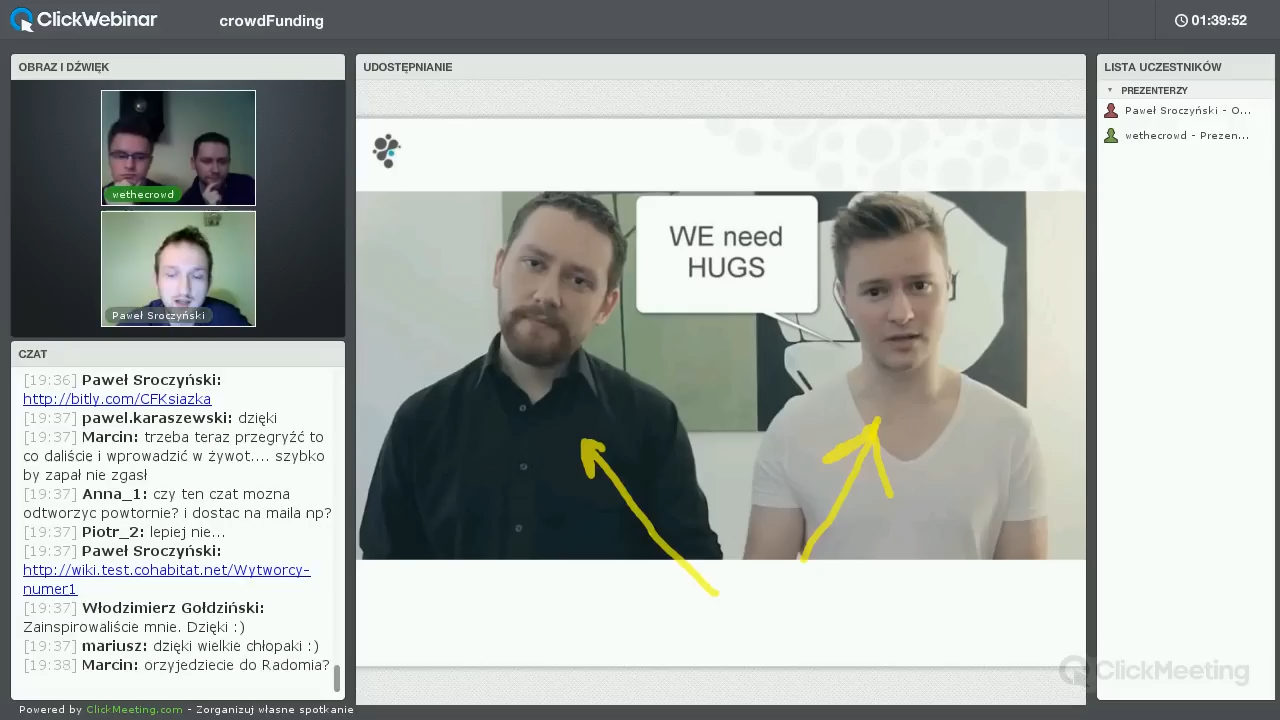 ClickWebinar
crowdFunding
01:39:52
OBRAZ I DŹWIĘK
wethecrowd
Paweł Sroczyński
CZAT
[19:36] Paweł Sroczyński:
http://bitly.com/CFKsiazka
[19:37] pawel.karaszewski: dzięki
[19:37] Marcin: trzeba teraz przegryźć to
co daliście i wprowadzić w żywot.... szybko
by zapał nie zgasł
[19:37] Anna_1: czy ten czat mozna
odtworzyc powtornie? i dostac na maila np?
[19:37] Piotr_2: lepiej nie...
[19:37] Paweł Sroczyński:
http://wiki.test.cohabitat.net/Wytworcy-
numer1
[19:37] Włodzimierz Gołdziński:
Zainspirowaliście mnie. Dzięki :)
[19:37] mariusz: dzięki wielkie chłopaki :)
[19:38] Marcin: orzyjedziecie do Radomia?
Powered by ClickMeeting.com - Zorganizuj własne spotkanie
UDOSTĘPNIANIE
WE need
HUGS
LISTA UCZESTNIKÓW
PREZENTERZY
Paweł Sroczyński - O...
wethecrowd - Prezen...
ClickMeeting